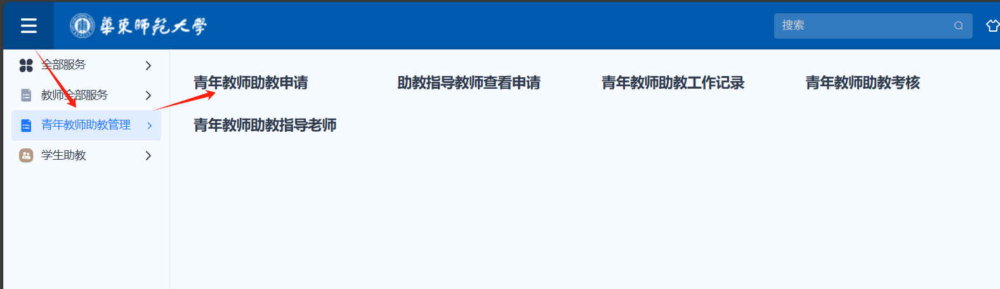 華東師範大學
搜索
全部服务
教师全部服务
青年教师助教管理
学生助教
青年教师助教申请
助教指导教师查看申请
青年教师助教工作记录
青年教师助教考核
青年教师助教指导老师